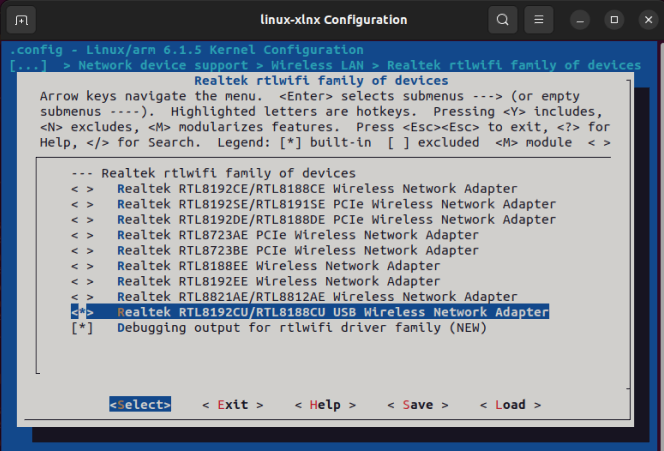 linux-xlnx Configuration
.config - Linux/arm 6.1.5 Kernel Configuration
[...]  > Network device support > Wireless LAN > Realtek rtlwifi family of devices
Realtek rtlwifi family of devices
Arrow keys navigate the menu.  <Enter> selects submenus ---> (or empty
submenus ----).  Highlighted letters are hotkeys.  Pressing <Y> includes,
<N> excludes, <M> modularizes features.  Press <Esc><Esc> to exit, <?> for
Help, </> for Search.  Legend: [*] built-in  [ ] excluded  <M> module  < >
--- Realtek rtlwifi family of devices
< >   Realtek RTL8192CE/RTL8188CE Wireless Network Adapter
< >   Realtek RTL8192SE/RTL8191SE PCIe Wireless Network Adapter
< >   Realtek RTL8192DE/RTL8188DE PCIe Wireless Network Adapter
< >   Realtek RTL8723AE PCIe Wireless Network Adapter
< >   Realtek RTL8723BE PCIe Wireless Network Adapter
< >   Realtek RTL8188EE Wireless Network Adapter
< >   Realtek RTL8192EE Wireless Network Adapter
< >   Realtek RTL8821AE/RTL8812AE Wireless Network Adapter
<*>   Realtek RTL8192CU/RTL8188CU USB Wireless Network Adapter
[*]   Debugging output for rtlwifi driver family (NEW)
<Select>    < Exit >    < Help >    < Save >    < Load >